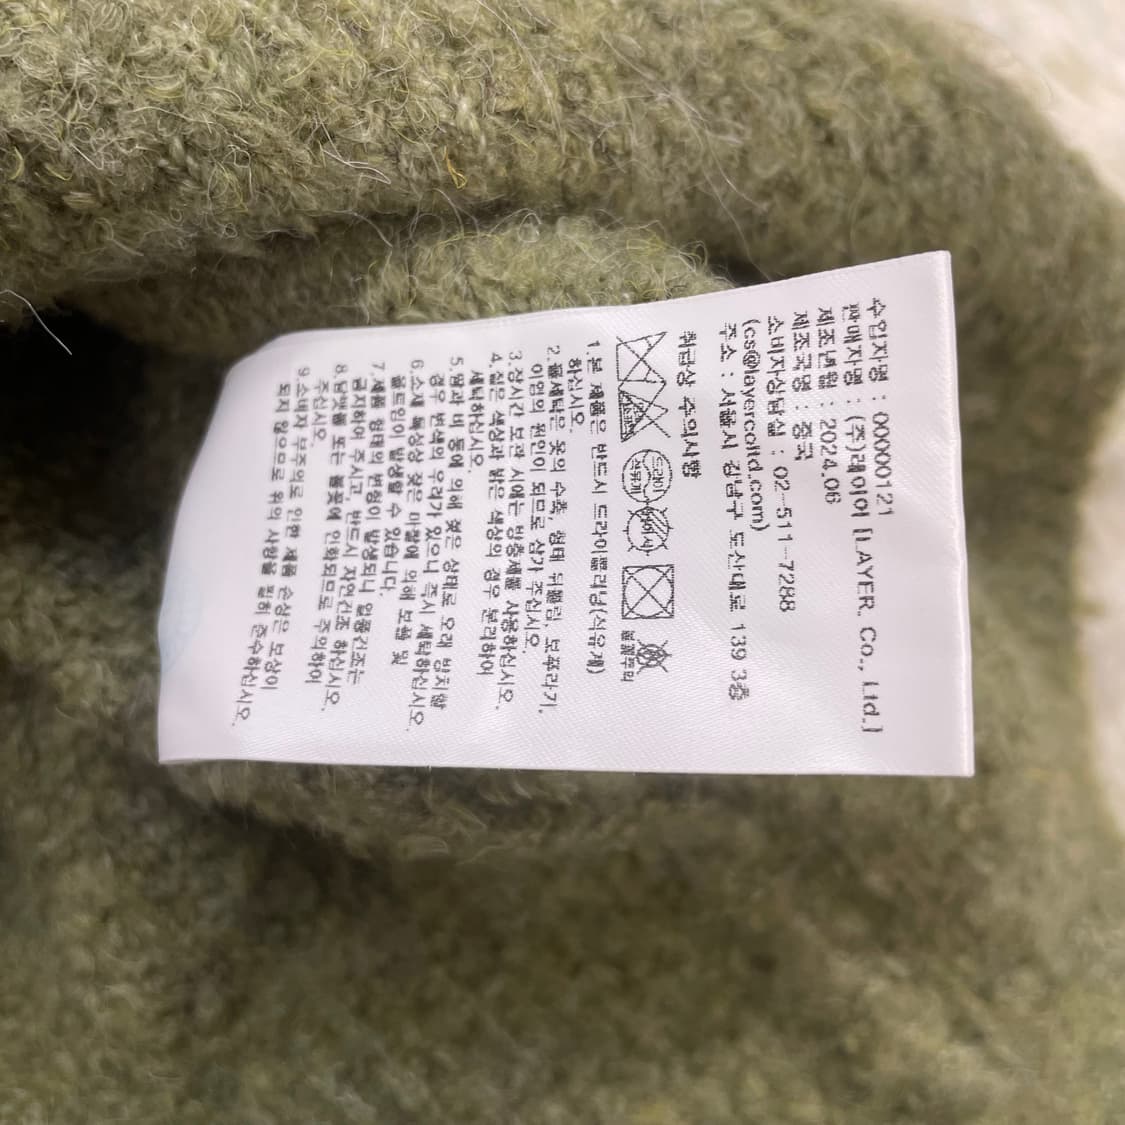 수입자명 : 00000121
판매자명 : (주)레이어 [LAYER. Co., Ltd.]
제조년월 : 2024.06
제조국명 : 중국
소비자상담실 : 02-511-7288
(cs@layercoltd.com)
주소 : 서울시 강남구 도산대로 139 3층
취급상 주의사항
드라이
석유계
불꽃주의
1.본 제품은 반드시 드라이클리닝(석유계)
하십시오.
2.물세탁은 옷의 수축, 형태 뒤틀림, 보푸라기,
이염의 원인이 되므로 삼가 주십시오.
3.장시간 보관 시에는 방충제를 사용하십시오.
4.짙은 색상과 밝은 색상의 경우 분리하여
세탁하십시오.
5.땀과 비 등에 의해 젖은 상태로 오래 방치할
경우 변색의 우려가 있으니 즉시 세탁하십시오.
6.소재 특성상 잦은 마찰에 의해 보풀 및
올트임이 발생할 수 있습니다.
7.제품 형태의 변형이 발생되니 열풍건조는
금지하여 주시고, 반드시 자연건조 하십시오.
8.담뱃불 또는 불꽃에 인화되므로 주의하여
주십시오.
9.소비자 부주의로 인한 제품 손상은 보상이
되지 않으므로 위의 사항을 필히 준수하십시오.